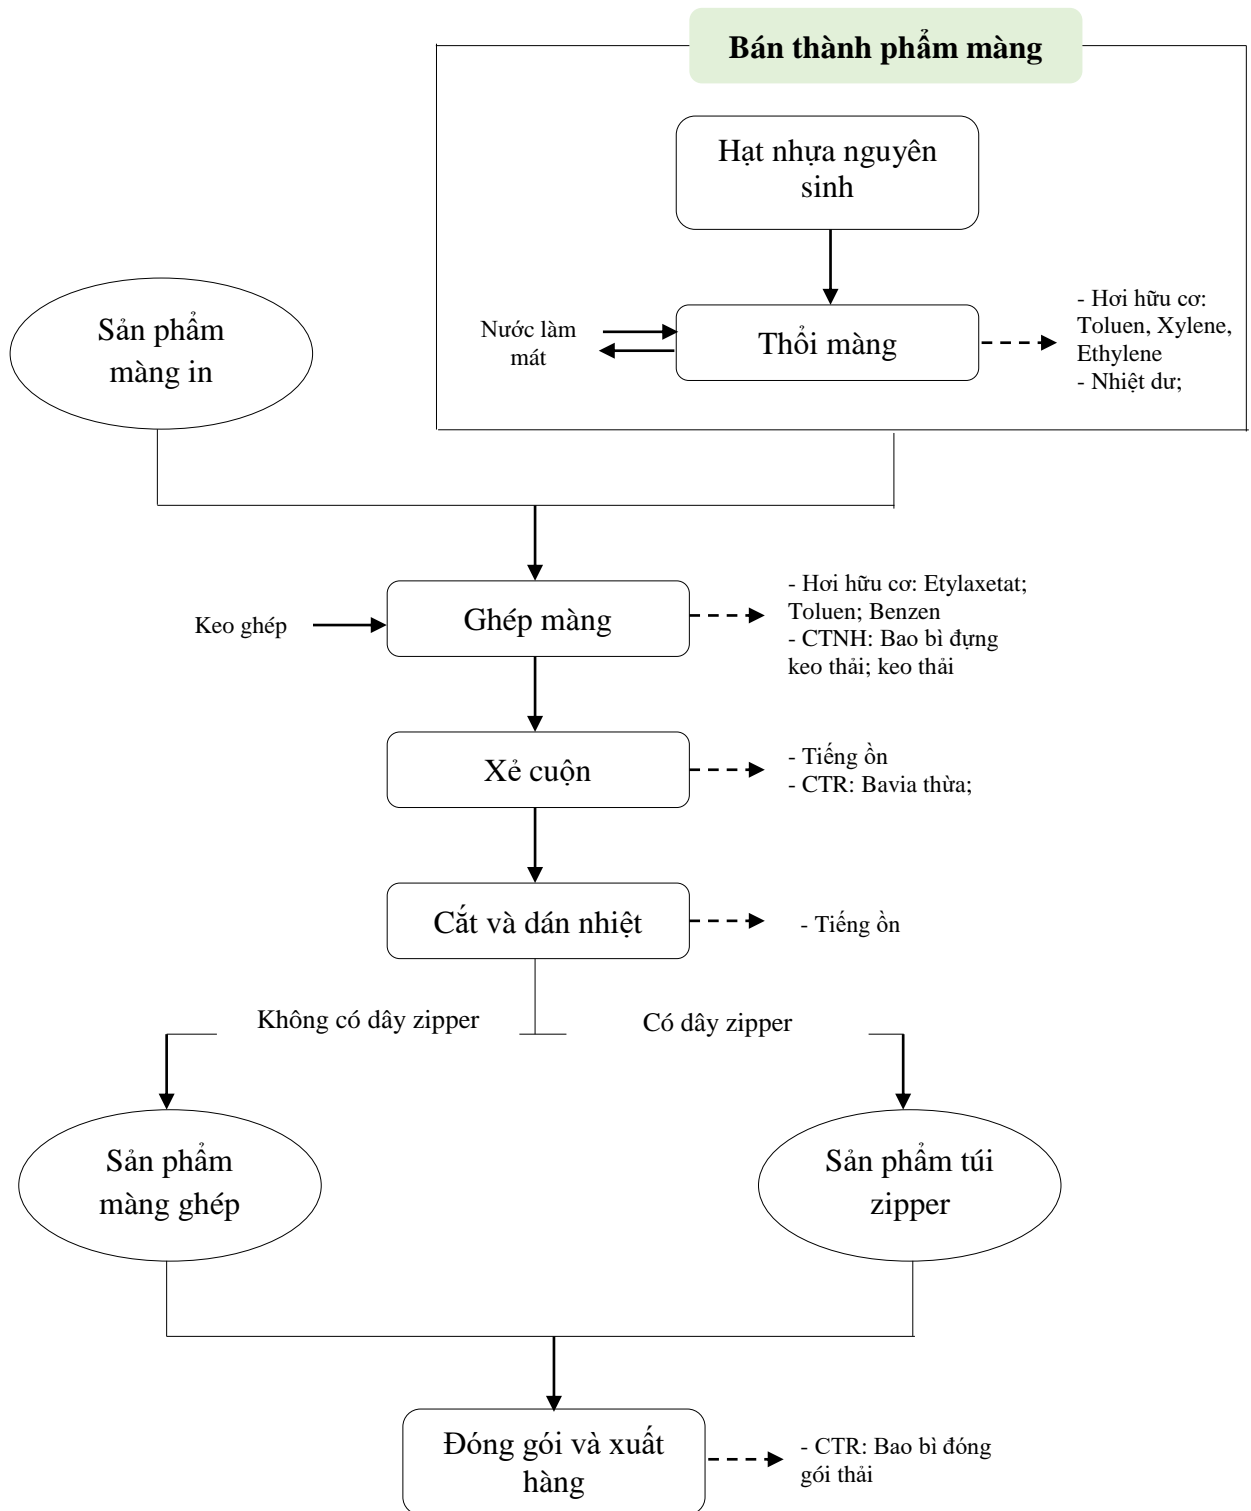 Bán thành phẩm màng
Hạt nhựa nguyên
sinh
Sản phẩm
màng in
Nước làm
mát
Thổi màng
- Hơi hữu cơ:
Toluen, Xylene,
Ethylene
- Nhiệt dư;
Keo ghép
Ghép màng
- Hơi hữu cơ: Etylaxetat;
Toluen; Benzen
- CTNH: Bao bì đựng
keo thải; keo thải
Xẻ cuộn
- Tiếng ồn
- CTR: Bavia thừa;
Cắt và dán nhiệt
- Tiếng ồn
Không có dây zipper
Có dây zipper
Sản phẩm
màng ghép
Sản phẩm túi
zipper
Đóng gói và xuất
hàng
- CTR: Bao bì đóng
gói thải